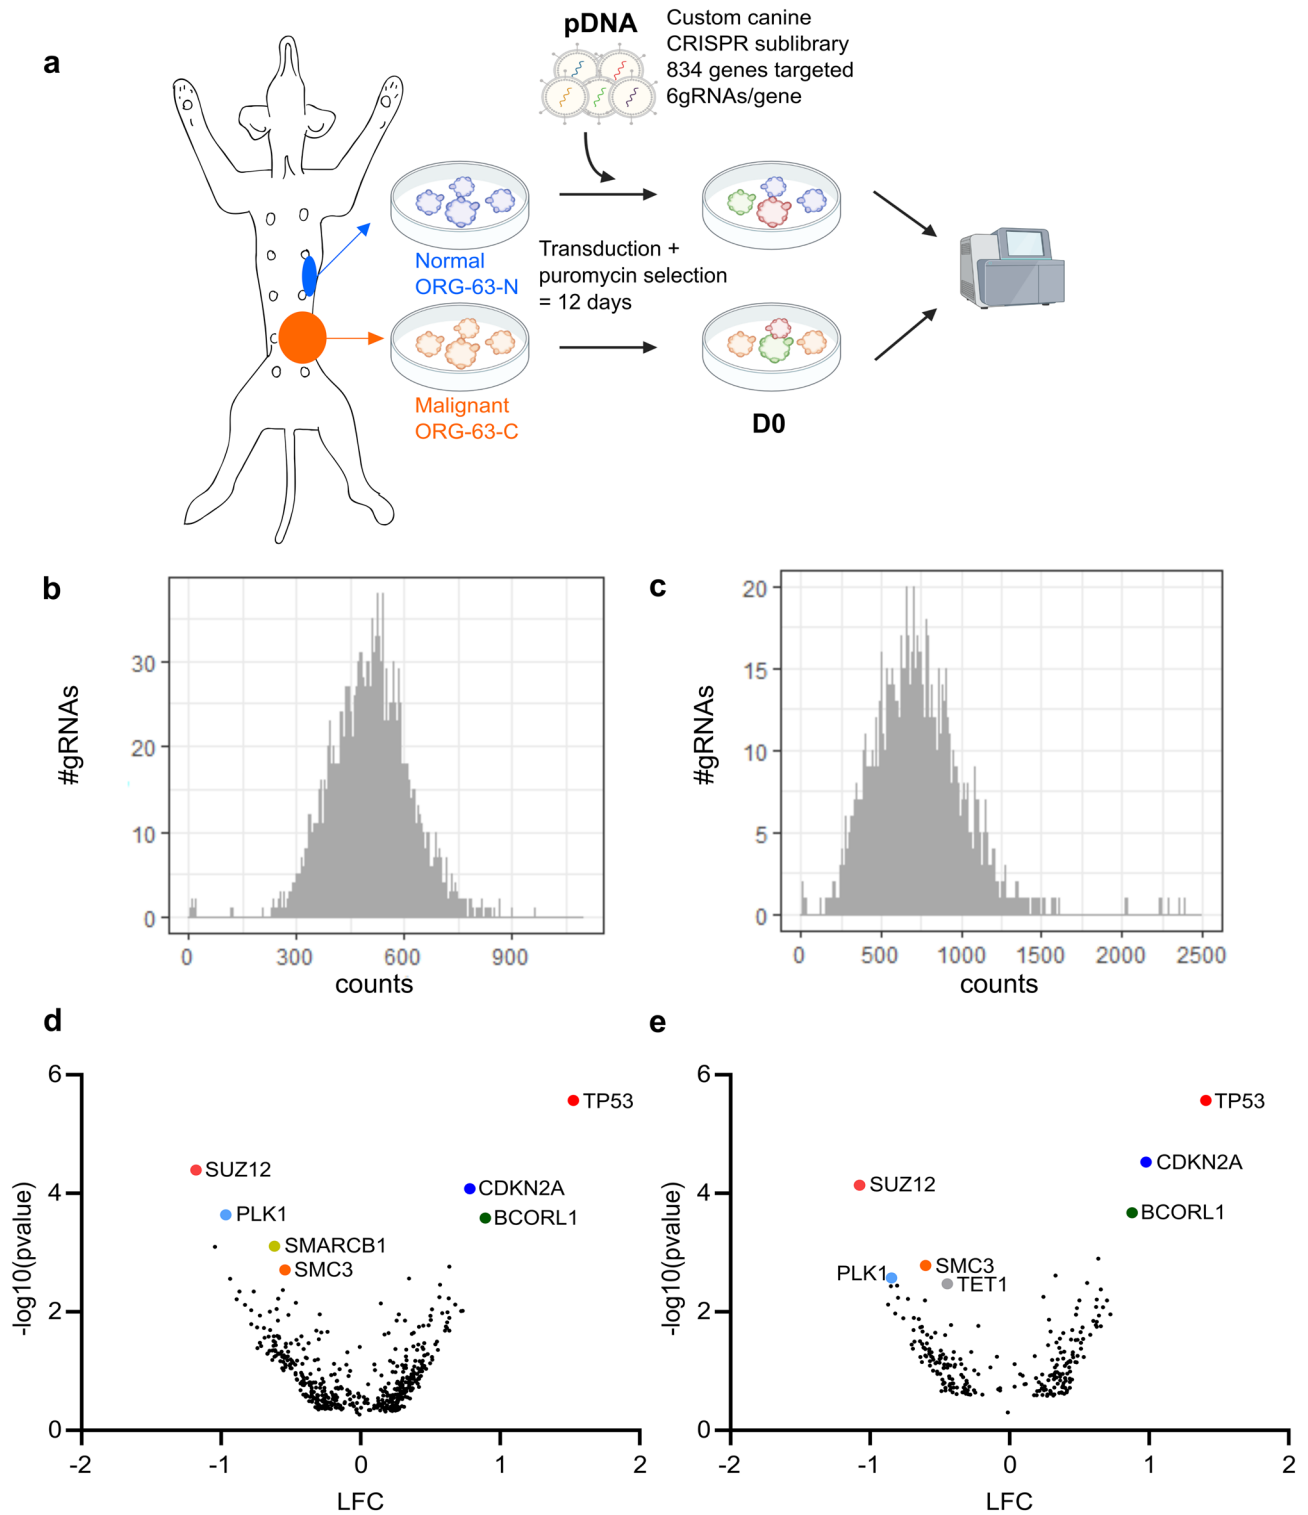 a
pDNA
Custom canine
CRISPR sublibrary
834 genes targeted
6gRNAs/gene
Normal
ORG-63-N
Transduction +
puromycin selection
= 12 days
Malignant
ORG-63-C
D0
b
#gRNAs
30
20
10
0
0 300 600 900
counts
c
#gRNAs
20
15
10
5
0
0 500 1000 1500 2000 2500
counts
d
-log10(pvalue)
6
4
2
0
TP53
SUZ12
CDKN2A
PLK1
BCORL1
SMARCB1
SMC3
-2 -1 0 1 2
LFC
e
-log10(pvalue)
6
4
2
0
TP53
CDKN2A
SUZ12
BCORL1
SMC3
PLK1
TET1
-2 -1 0 1 2
LFC